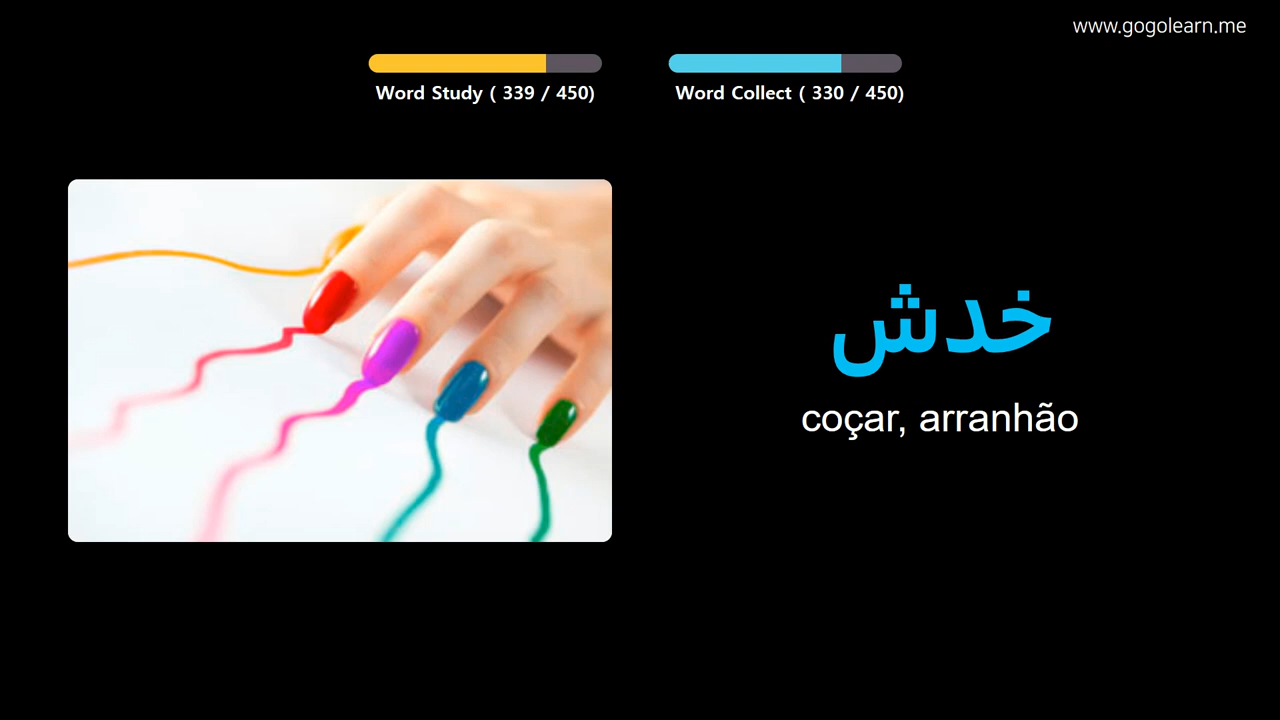 www.gogolearn.me
Word Study ( 339 / 450)
Word Collect ( 330 / 450)
خدش
coçar, arranhão